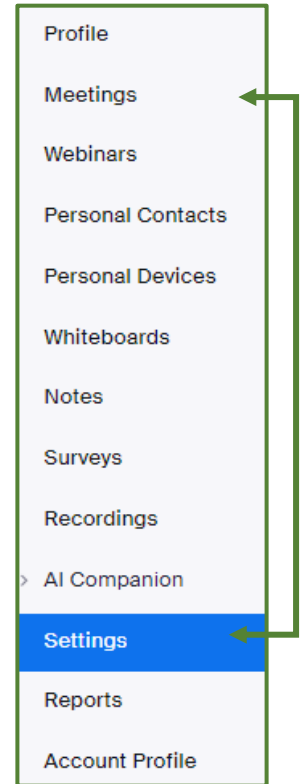 Profile
Meetings
Webinars
Personal Contacts
Personal Devices
Whiteboards
Notes
Surveys
Recordings
AI Companion
Settings
Reports
Account Profile